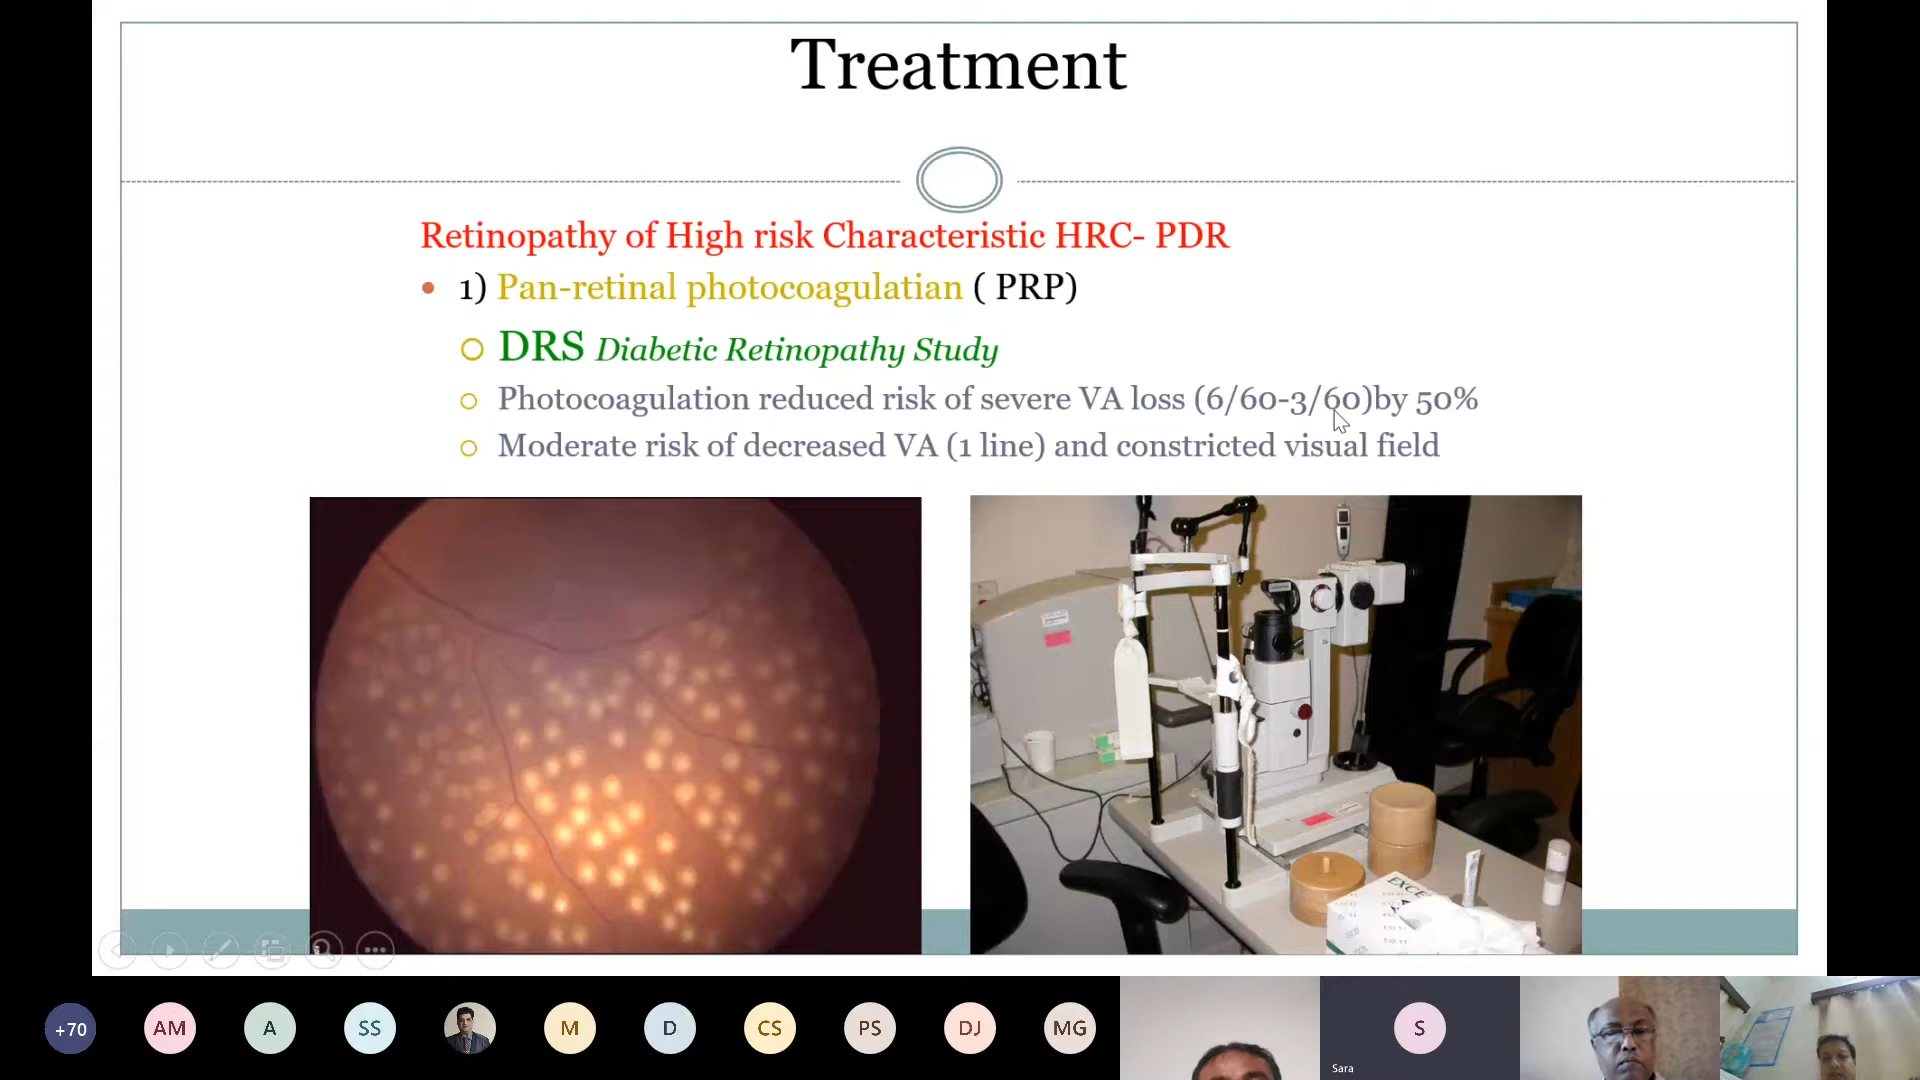 Treatment
Retinopathy of High risk Characteristic HRC- PDR
1) Pan-retinal photocoagulatian ( PRP)
DRS Diabetic Retinopathy Study
Photocoagulation reduced risk of severe VA loss (6/60-3/60)by 50%
Moderate risk of decreased VA (1 line) and constricted visual field
+70
AM
A
SS
M
D
CS
PS
DJ
MG
S
Sara